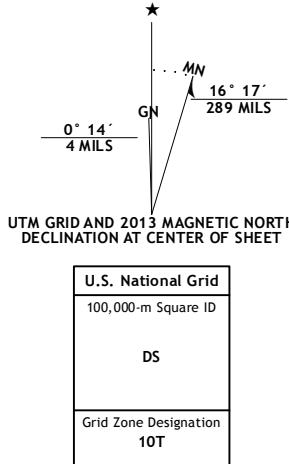 ★
MN
GN
16° 17´
289 MILS
0° 14´
4 MILS
UTM GRID AND 2013 MAGNETIC NORTH
DECLINATION AT CENTER OF SHEET
U.S. National Grid
100,000-m Square ID
DS
Grid Zone Designation
10T